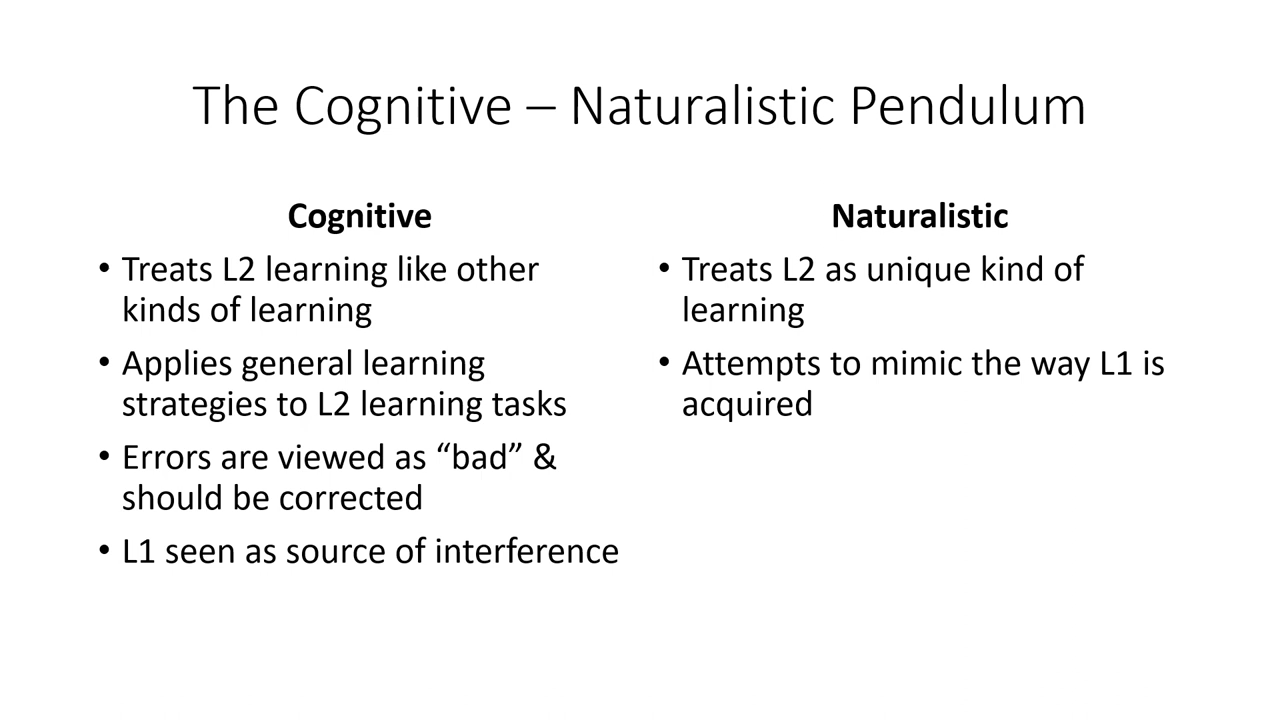 The Cognitive – Naturalistic Pendulum
Cognitive
• Treats L2 learning like other
kinds of learning
• Applies general learning
strategies to L2 learning tasks
• Errors are viewed as “bad” &
should be corrected
• L1 seen as source of interference
Naturalistic
• Treats L2 as unique kind of
learning
• Attempts to mimic the way L1 is
acquired